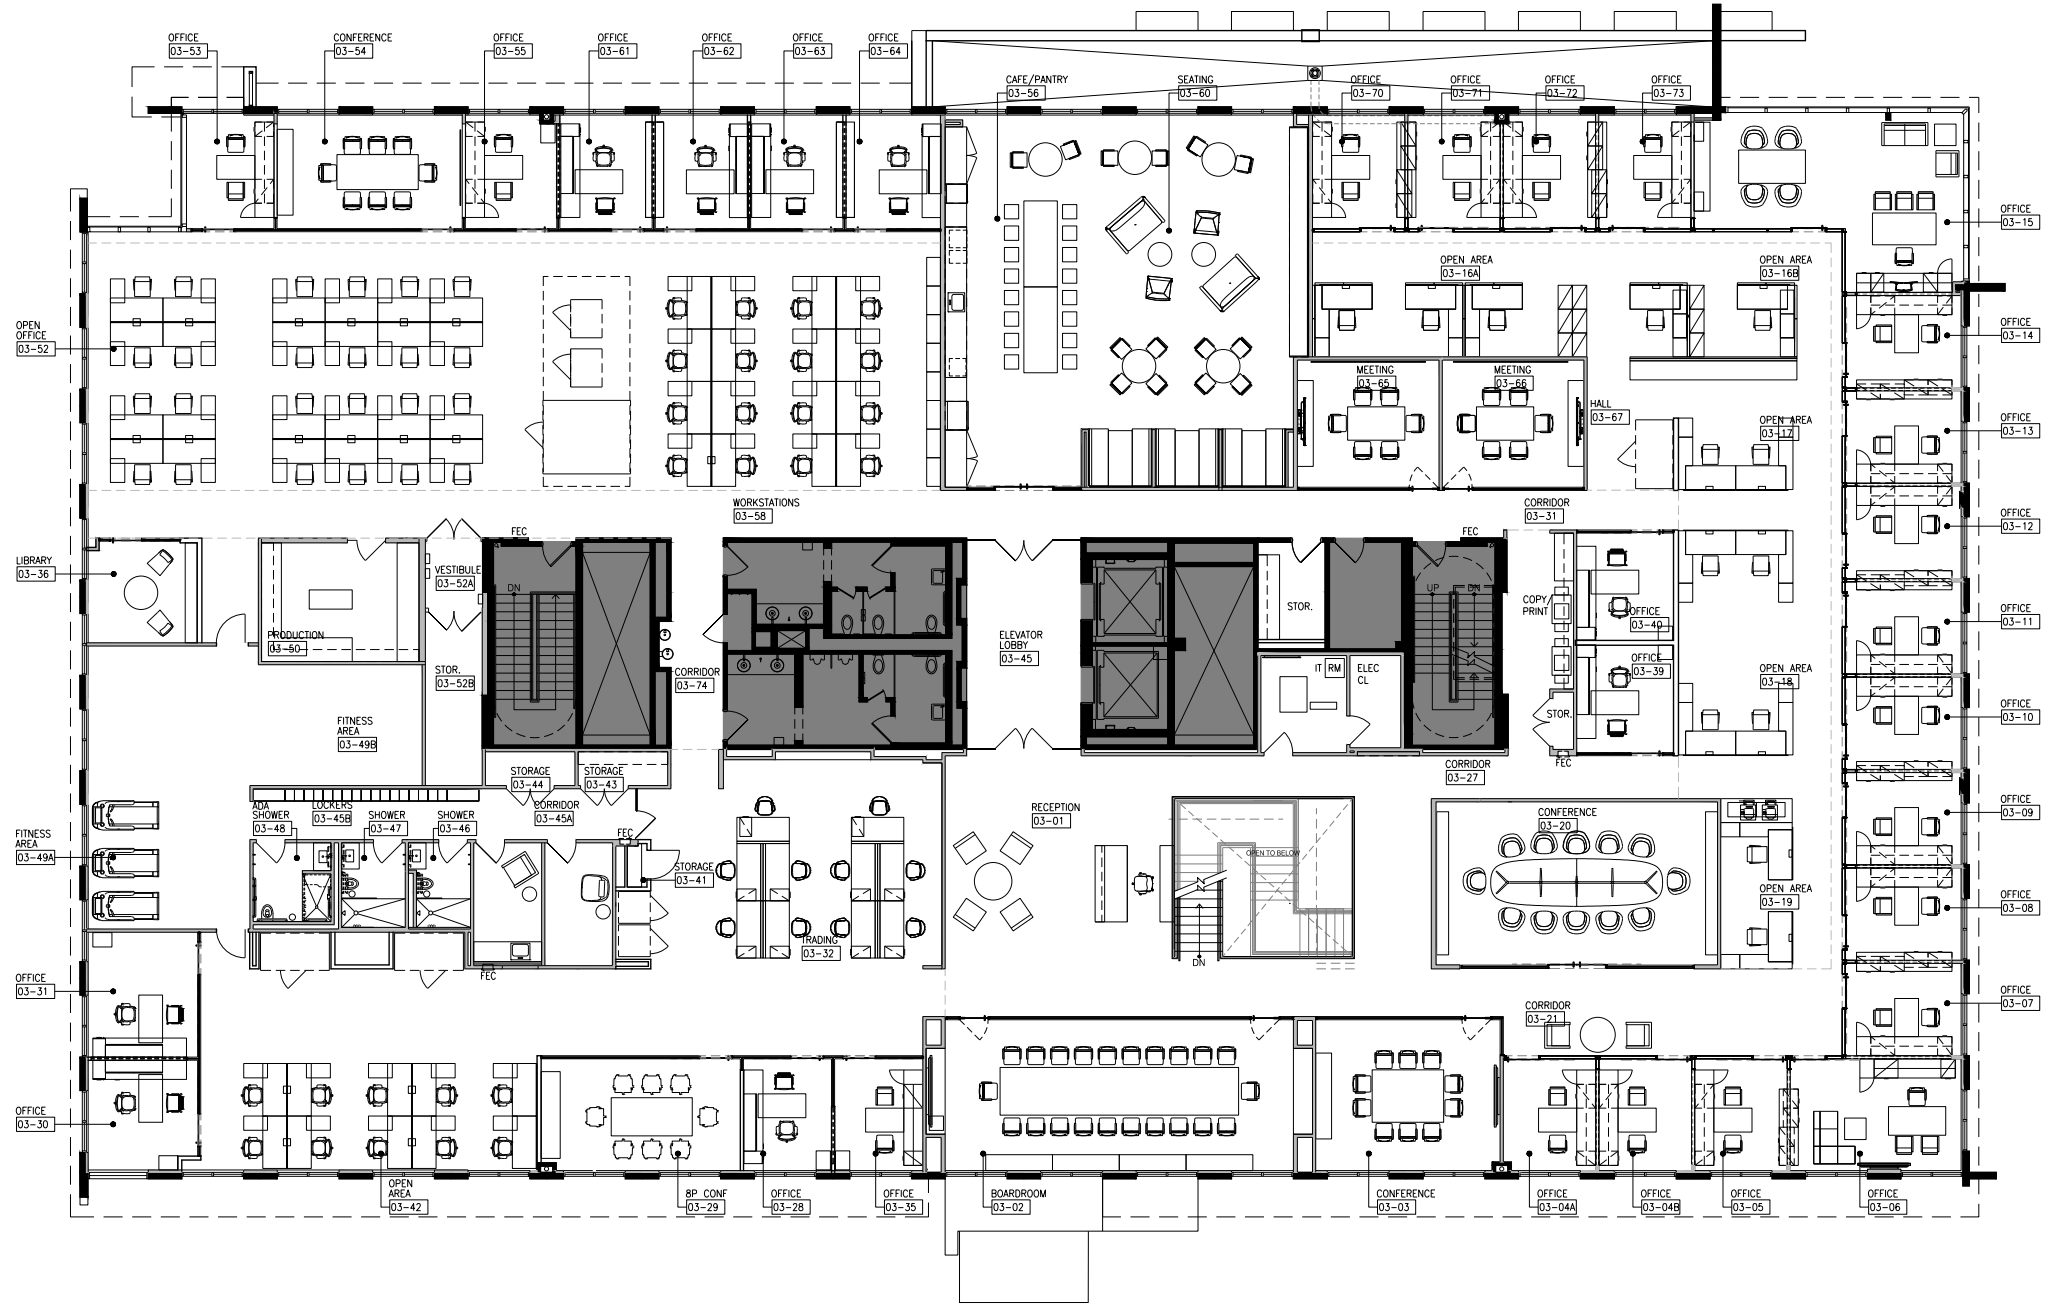 OFFICE
03-53
CONFERENCE
03-54
OFFICE
03-55
OFFICE
03-61
OFFICE
03-62
OFFICE
03-63
OFFICE
03-64
CAFE/PANTRY
03-56
SEATING
03-60
OFFICE
03-70
OFFICE
03-71
OFFICE
03-72
OFFICE
03-73
OFFICE
03-15
OPEN AREA
03-16A
OPEN AREA
03-16B
OPEN
OFFICE
03-52
OFFICE
03-14
MEETING
03-65
MEETING
03-66
HALL
03-67
OPEN AREA
03-17
OFFICE
03-13
WORKSTATIONS
03-58
CORRIDOR
03-31
OFFICE
03-12
FEC
FEC
LIBRARY
03-36
VESTIBULE
03-52A
DN
UP
DN
COPY/
PRINT
STOR.
OFFICE
03-40
OFFICE
03-11
PRODUCTION
03-50
ELEVATOR
LOBBY
03-45
STOR.
03-52B
CORRIDOR
03-74
IT RM
ELEC
CL
OFFICE
03-39
OPEN AREA
03-18
OFFICE
03-10
FITNESS
AREA
03-49B
STOR.
FEC
STORAGE
03-44
STORAGE
03-43
CORRIDOR
03-27
ADA
SHOWER
03-48
LOCKERS
03-45B
SHOWER
03-47
SHOWER
03-46
CORRIDOR
03-45A
RECEPTION
03-01
CONFERENCE
03-20
OFFICE
03-09
FITNESS
AREA
03-49A
FEC
STORAGE
03-41
OPEN TO BELOW
OPEN AREA
03-19
OFFICE
03-08
TRADING
03-32
DN
FEC
OFFICE
03-31
CORRIDOR
03-21
OFFICE
03-07
OFFICE
03-30
OPEN
AREA
03-42
8P CONF
03-29
OFFICE
03-28
OFFICE
03-35
BOARDROOM
03-02
CONFERENCE
03-03
OFFICE
03-04A
OFFICE
03-04B
OFFICE
03-05
OFFICE
03-06